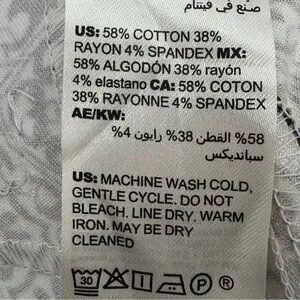 صنع في فيتنام
US: 58% COTTON 38%
RAYON 4% SPANDEX MX:
58% ALGODÓN 38% rayón
4% elastano CA: 58% COTON
38% RAYONNE 4% SPANDEX
AE/KW:
58% القطن 38% رايون 4%
سبانديكس
US: MACHINE WASH COLD,
GENTLE CYCLE. DO NOT
BLEACH. LINE DRY. WARM
IRON. MAY BE DRY
CLEANED
30 P